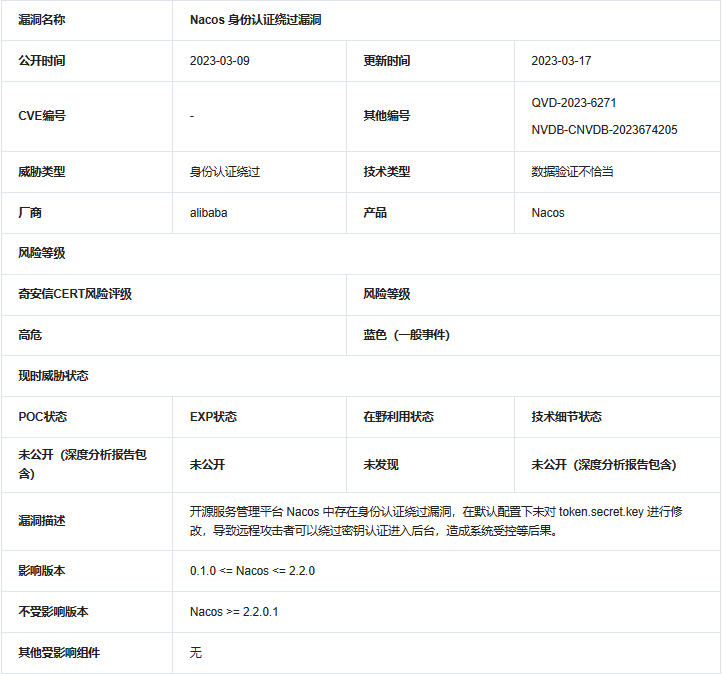 漏洞名称 Nacos 身份认证绕过漏洞
公开时间 2023-03-09 更新时间 2023-03-17
CVE编号 - 其他编号 QVD-2023-6271
NVDB-CNVDB-2023674205
威胁类型 身份认证绕过 技术类型 数据验证不恰当
厂商 alibaba 产品 Nacos
风险等级
奇安信CERT风险评级 风险等级
高危 蓝色（一般事件）
现时威胁状态
POC状态 EXP状态 在野利用状态 技术细节状态
未公开（深度分析报告包含） 未公开 未发现 未公开（深度分析报告包含）
漏洞描述 开源服务管理平台 Nacos 中存在身份认证绕过漏洞，在默认配置下未对 token.secret.key 进行修
改，导致远程攻击者可以绕过密钥认证进入后台，造成系统受控等后果。
影响版本 0.1.0 <= Nacos <= 2.2.0
不受影响版本 Nacos >= 2.2.0.1
其他受影响组件 无